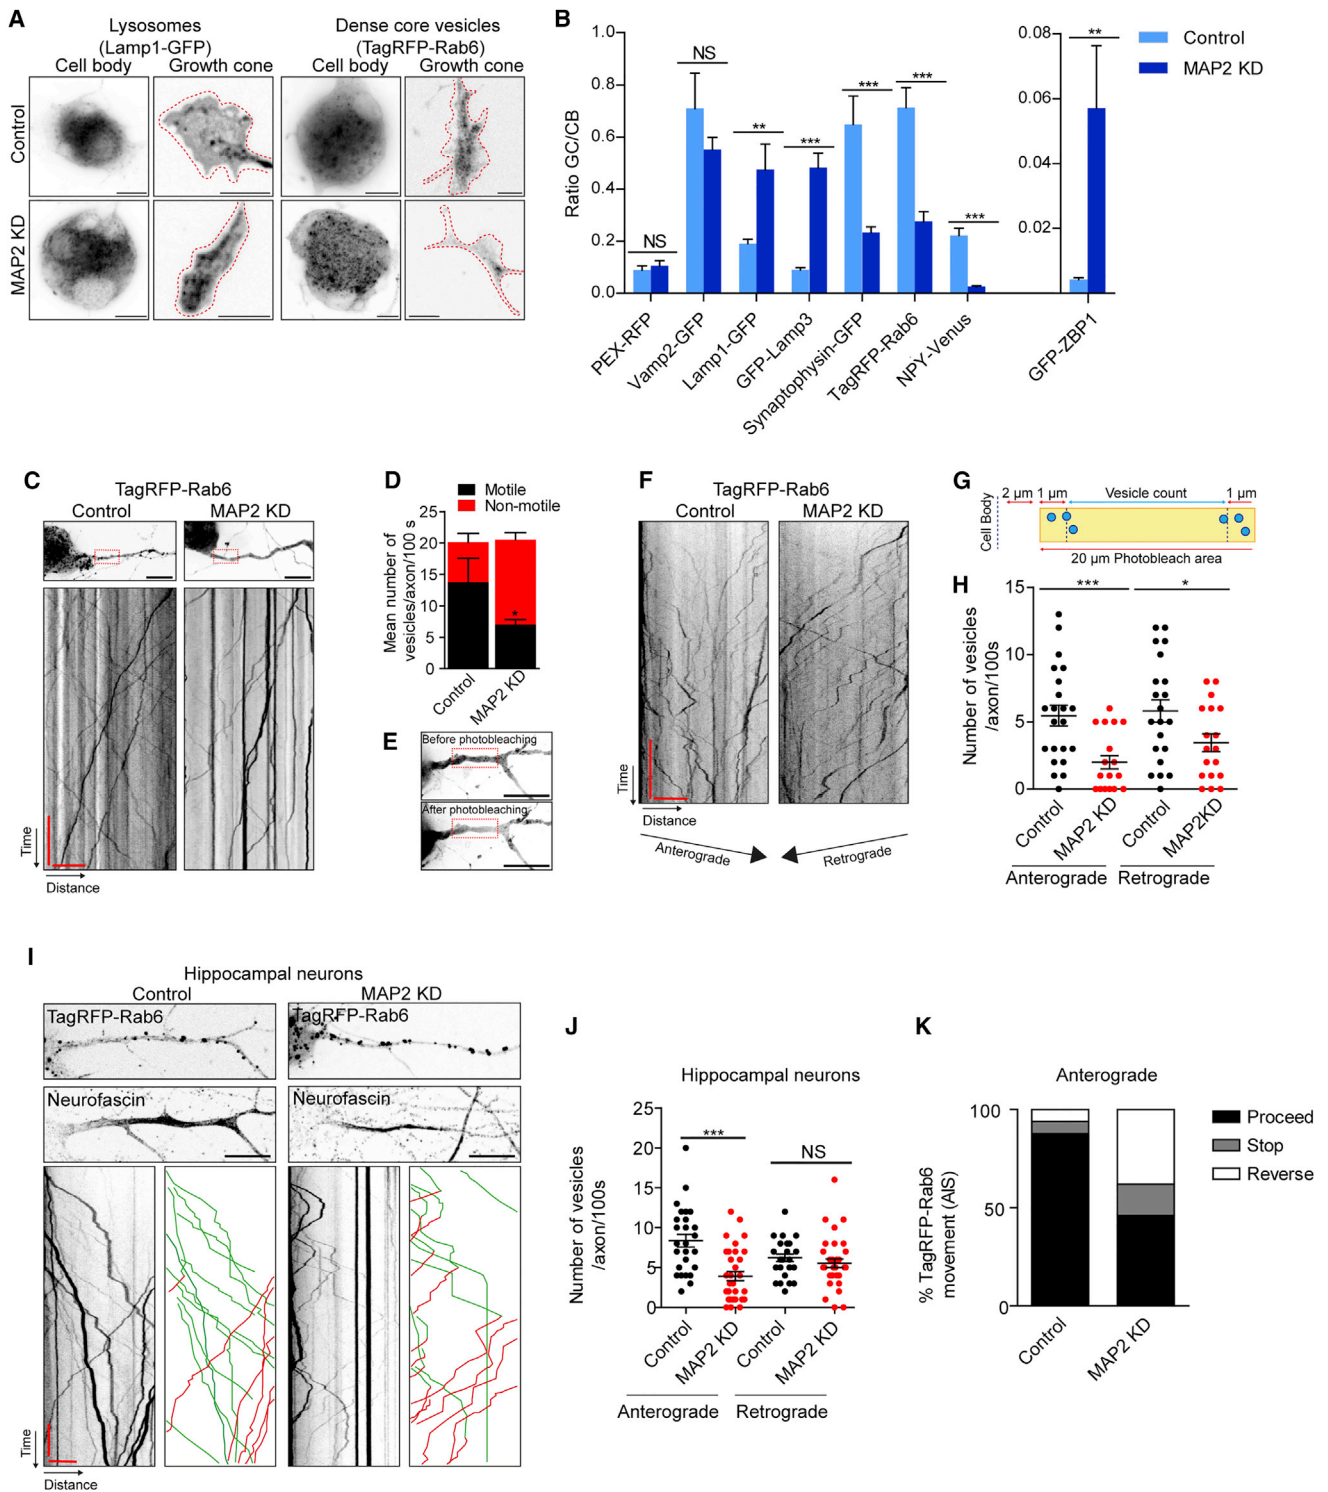 A
Lysosomes
(Lamp1-GFP)
Dense core vesicles
(TagRFP-Rab6)
Cell body
Growth cone
Cell body
Growth cone
Control
MAP2 KD
B
Ratio GC/CB
1.0
0.8
0.6
0.4
0.2
0.0
NS
NS
**
***
***
***
***
PEX-RFP
Vamp2-GFP
Lamp1-GFP
GFP-Lamp3
Synaptophysin-GFP
TagRFP-Rab6
NPY-Venus
0.08
0.06
0.04
0.02
0.0
**
GFP-ZBP1
Control
MAP2 KD
C
TagRFP-Rab6
Control
MAP2 KD
Time
Distance
D
Motile
Non-motile
Mean number of
vesicles/axon/100 s
25
20
15
10
5
0
*
Control
MAP2 KD
E
Before photobleaching
After photobleaching
F
TagRFP-Rab6
Control
MAP2 KD
Time
Distance
Anterograde
Retrograde
G
Cell Body
2 µm
1 µm
Vesicle count
1 µm
20 µm Photobleach area
H
Number of vesicles
/axon/100s
15
10
5
0
***
*
Control
MAP2 KD
Control
MAP2KD
Anterograde
Retrograde
I
Hippocampal neurons
Control
MAP2 KD
TagRFP-Rab6
TagRFP-Rab6
Neurofascin
Neurofascin
Time
Distance
J
Hippocampal neurons
Number of vesicles
/axon/100s
25
20
15
10
5
0
***
NS
Control
MAP2 KD
Control
MAP2 KD
Anterograde
Retrograde
K
Anterograde
% TagRFP-Rab6
movement (AIS)
100
50
0
Control
MAP2 KD
Proceed
Stop
Reverse